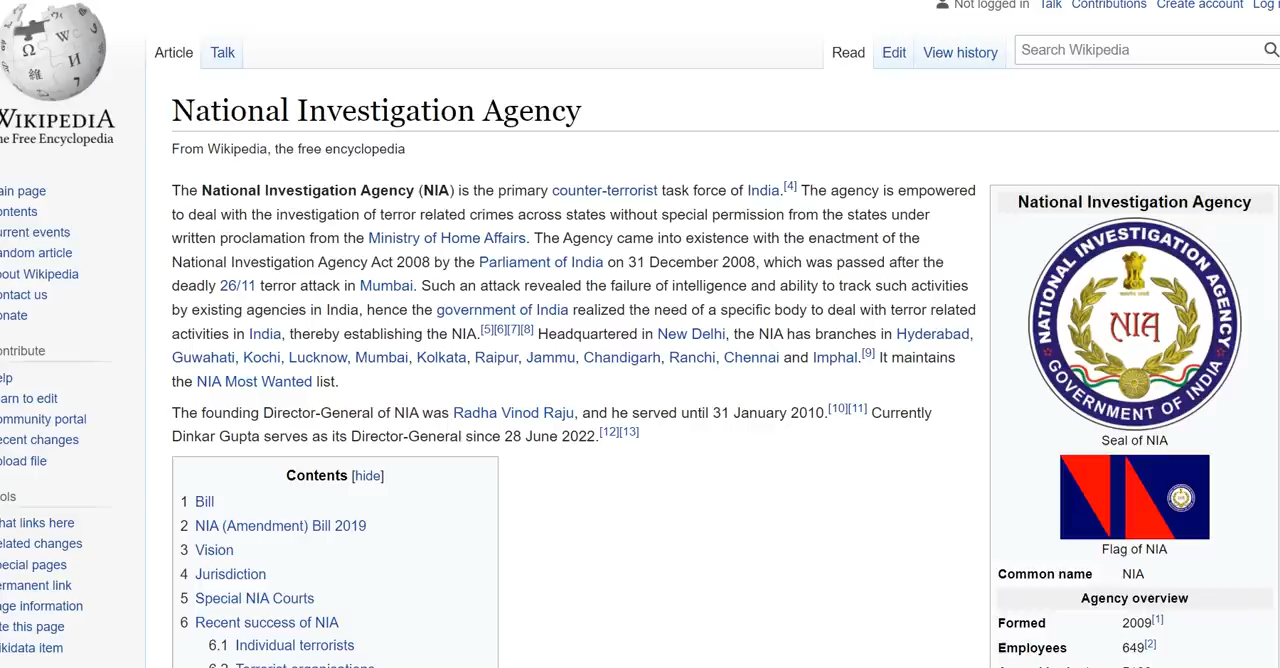 Not logged in Talk Contributions Create account Log
Article Talk Read Edit View history Search Wikipedia
WIKIPEDIA
The Free Encyclopedia
ain page
ontents
urrent events
andom article
bout Wikipedia
ontact us
onate
ontribute
elp
earn to edit
ommunity portal
ecent changes
pload file
ols
hat links here
elated changes
pecial pages
ermanent link
age information
te this page
ikidata item
National Investigation Agency
From Wikipedia, the free encyclopedia
The National Investigation Agency (NIA) is the primary counter-terrorist task force of India.[4] The agency is empowered
to deal with the investigation of terror related crimes across states without special permission from the states under
written proclamation from the Ministry of Home Affairs. The Agency came into existence with the enactment of the
National Investigation Agency Act 2008 by the Parliament of India on 31 December 2008, which was passed after the
deadly 26/11 terror attack in Mumbai. Such an attack revealed the failure of intelligence and ability to track such activities
by existing agencies in India, hence the government of India realized the need of a specific body to deal with terror related
activities in India, thereby establishing the NIA.[5][6][7][8] Headquartered in New Delhi, the NIA has branches in Hyderabad,
Guwahati, Kochi, Lucknow, Mumbai, Kolkata, Raipur, Jammu, Chandigarh, Ranchi, Chennai and Imphal.[9] It maintains
the NIA Most Wanted list.
The founding Director-General of NIA was Radha Vinod Raju, and he served until 31 January 2010.[10][11] Currently
Dinkar Gupta serves as its Director-General since 28 June 2022.[12][13]
Contents [hide]
1 Bill
2 NIA (Amendment) Bill 2019
3 Vision
4 Jurisdiction
5 Special NIA Courts
6 Recent success of NIA
6.1 Individual terrorists
6.2 Terrorist organisations
National Investigation Agency
NATIONAL INVESTIGATION AGENCY
NIA
GOVERNMENT OF INDIA
Seal of NIA
Flag of NIA
Common name NIA
Agency overview
Formed 2009[1]
Employees 649[2]